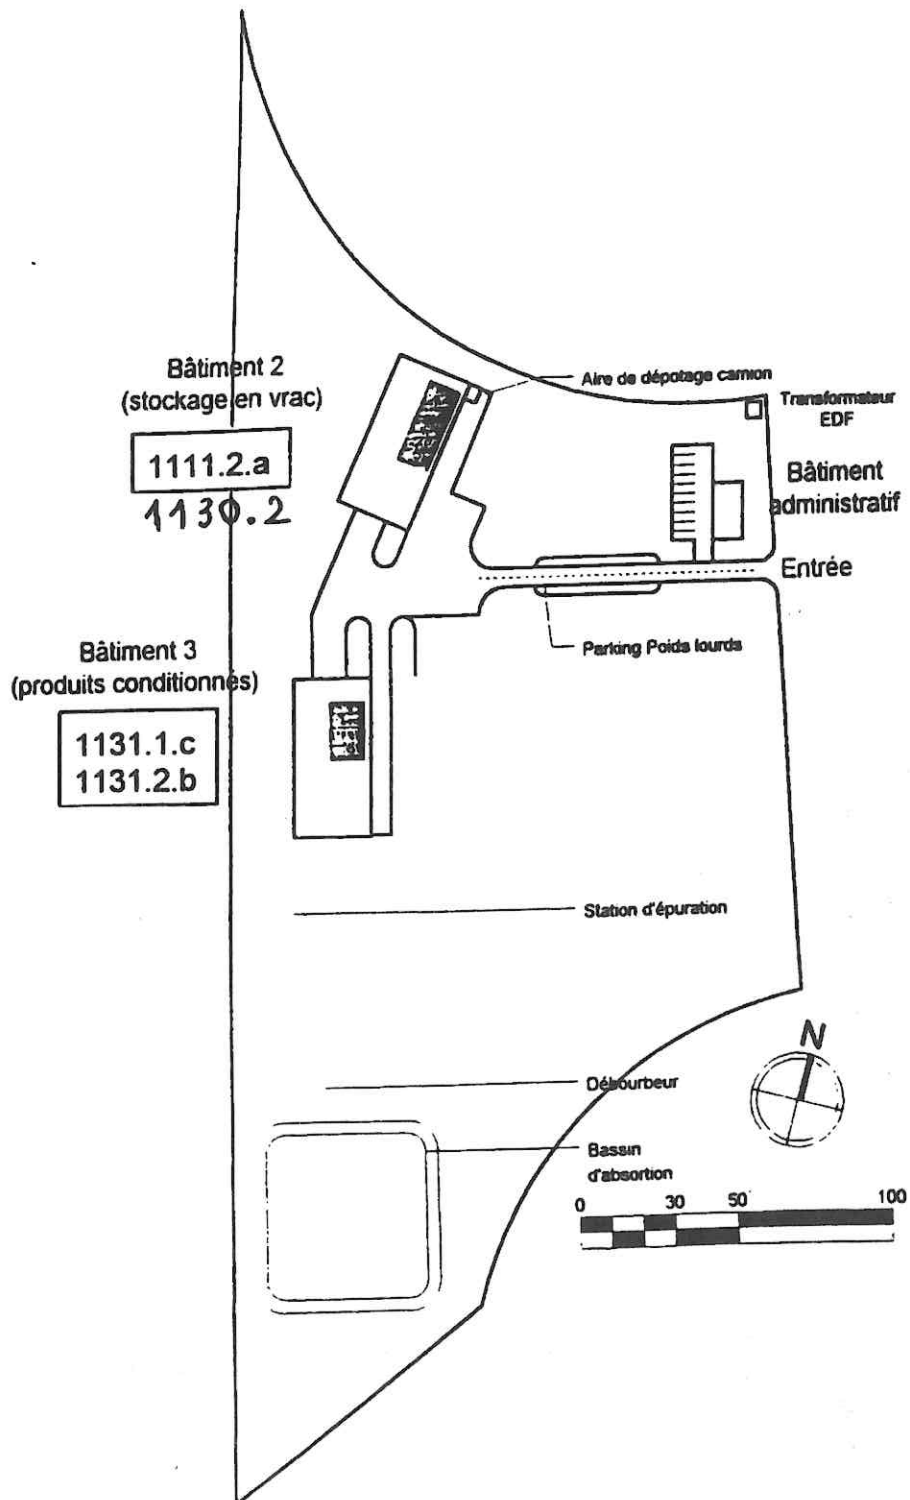 Bâtiment 2
(stockage en vrac)
1111.2.a
1130.2
Aire de dépotage camion
Transformateur
EDF
Bâtiment
administratif
Entrée
Parking Poids lourds
Bâtiment 3
(produits conditionnés)
1131.1.c
1131.2.b
Station d'épuration
N
Débourbeur
Bassin
d'absortion
0 30 50 100